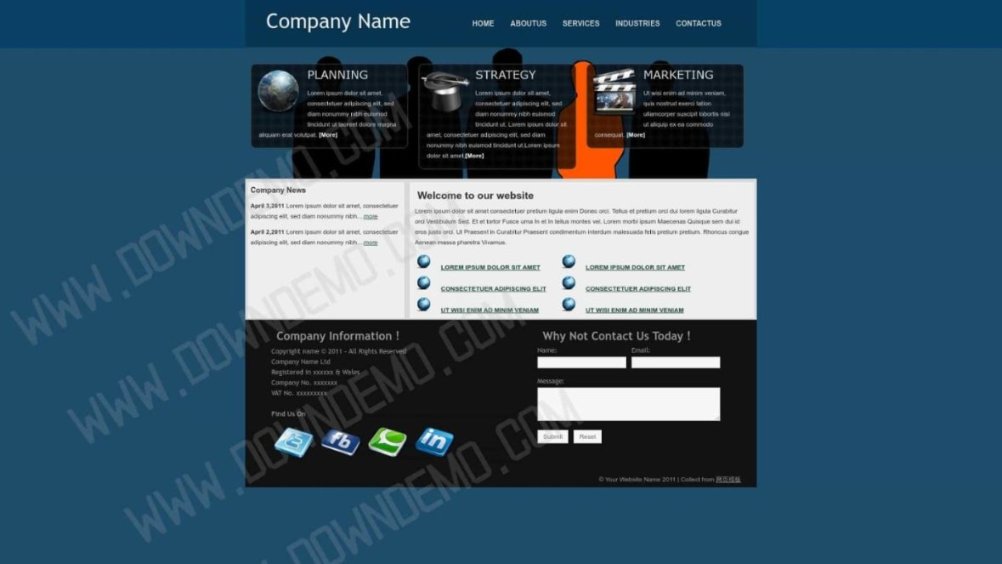 Company Name
HOME ABOUTUS SERVICES INDUSTRIES CONTACTUS
PLANNING
Lorem ipsum dolor sit amet,
consectetuer adipiscing elit, sed
diam nonummy nibh euismod
tincidunt ut laoreet dolore magna
aliquam erat volutpat. [More]
STRATEGY
Lorem ipsum dolor sit amet,
consectetuer adipiscing elit, sed
diam nonummy nibh euismod
tincidunt ut. Lorem ipsum dolor sit
amet, consectetuer adipiscing elit, sed diam
nonummy nibh euismod tincidunt ut.Lorem ipsum
dolor sit amet.[More]
MARKETING
Ut wisi enim ad minim veniam,
quis nostrud exerci tation
ullamcorper suscipit lobortis nisl
ut aliquip ex ea commodo
consequat. [More]
Company News
April 3,2011 Lorem ipsum dolor sit amet, consectetuer
adipiscing elit, sed diam nonummy nibh... more
April 2,2011 Lorem ipsum dolor sit amet, consectetuer
adipiscing elit, sed diam nonummy nibh... more
Welcome to our website
Lorem ipsum dolor sit amet consectetuer pretium ligula enim Donec orci. Tellus et pretium orci dui lorem ligula Curabitur
orci Vestibulum Sed. Et et tortor Fusce urna In et In tellus montes vel. Lorem morbi ipsum Maecenas Quisque sem dui id
eros justo orci. Ut Praesent in Curabitur Praesent condimentum interdum malesuada felis pretium pretium. Rhoncus congue
Aenean massa pharetra Vivamus.
LOREM IPSUM DOLOR SIT AMET LOREM IPSUM DOLOR SIT AMET
CONSECTETUER ADIPISCING ELIT CONSECTETUER ADIPISCING ELIT
UT WISI ENIM AD MINIM VENIAM UT WISI ENIM AD MINIM VENIAM
Company Information !
Copyright name © 2011 - All Rights Reserved
Company Name Ltd
Registered in xxxxxx & Wales
Company No. xxxxxxx
VAT No. xxxxxxxxx
Find Us On
fb
in
Why Not Contact Us Today !
Name: Email:
Message:
Submit Reset
© Your Website Name 2011 | Collect from 网页模板
WWW.DOWNDEMO.COM
WWW.DOWNDEMO.COM
WWW.DOWNDEMO.COM
DOWNDEMO.COM